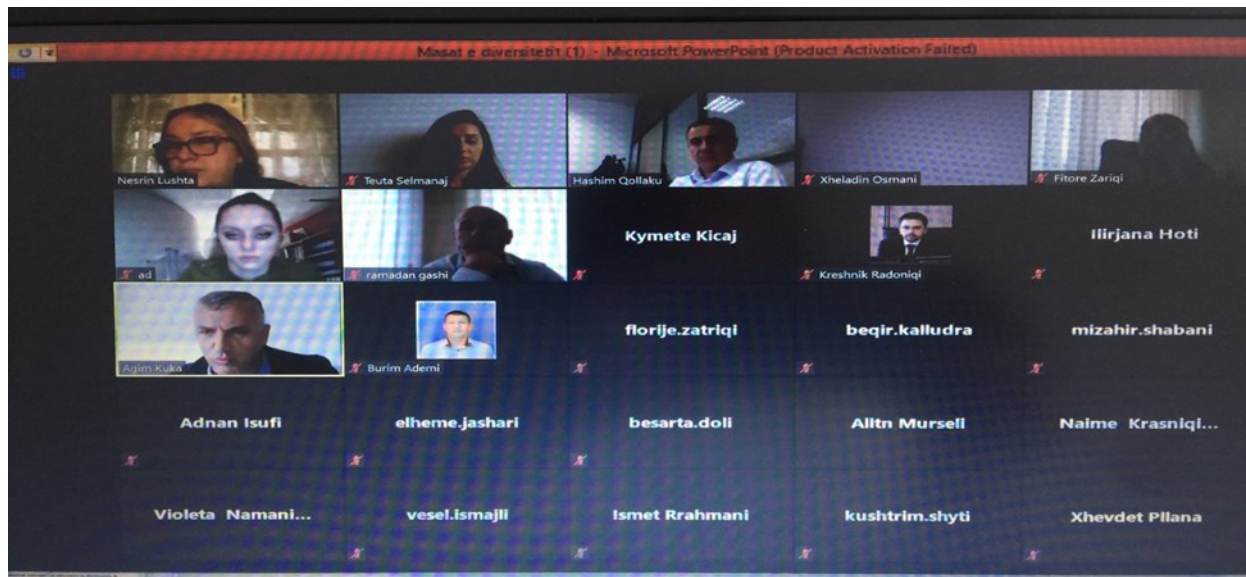 Masat e diversitetit (1) - Microsoft PowerPoint (Product Activation Failed)
Nesrin Lushta
Teuta Selmanaj
Hashim Qollaku
Xheladin Osmani
Fitore Zariqi
ad
ramadan gashi
Kymete Kicaj
Kreshnik Radoniqi
Ilirjana Hoti
Agim Kuka
Burim Ademi
florije.zatriqi
beqir.kalludra
mizahir.shabani
Adnan Isufi
elheme.jashari
besarta.doli
Alltn Murseli
Naime Krasniqi...
Violeta Namani...
vesel.ismajli
Ismet Rrahmani
kushtrim.shyti
Xhevdet Pllana